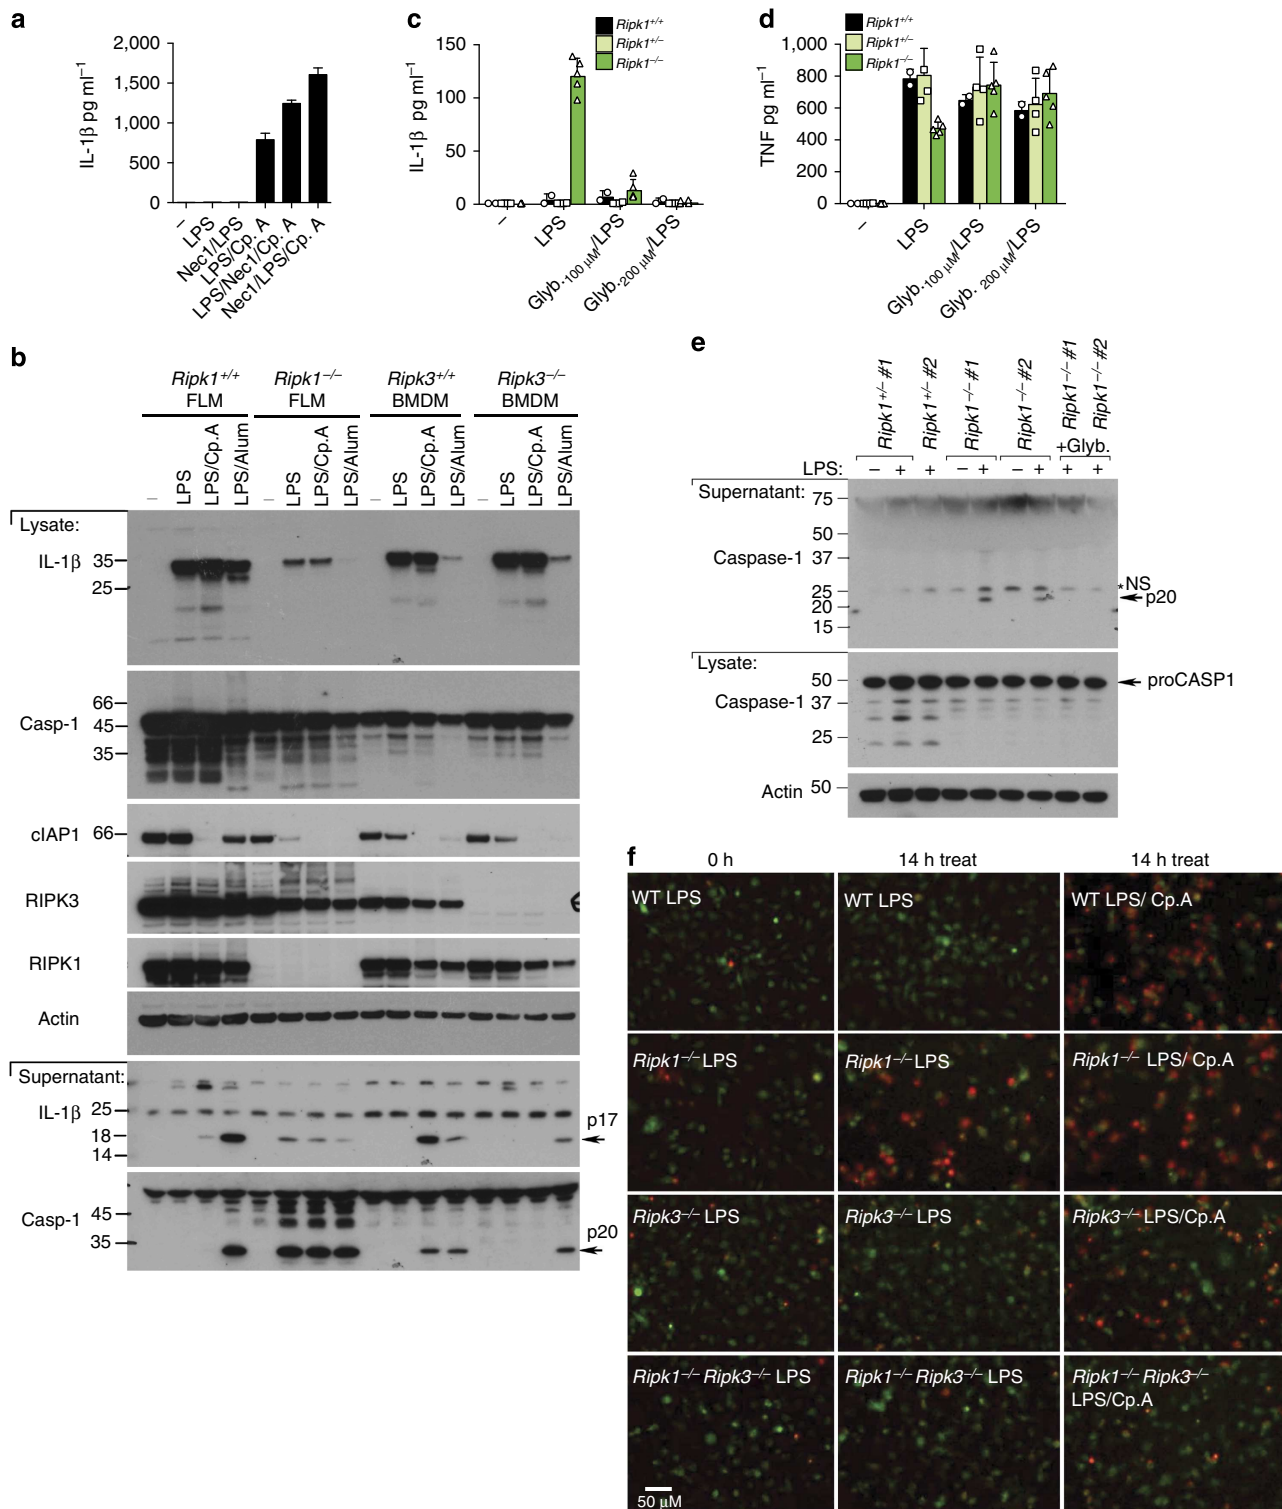 a
2,000
1,500
1,000
500
0
IL-1β pg ml⁻¹
–
LPS
Nec1/LPS
LPS/Cp. A
LPS/Nec1/Cp. A
Nec1/LPS/Cp. A
c
Ripk1+/+
Ripk1+/–
Ripk1–/–
150
100
50
0
IL-1β pg ml⁻¹
–
LPS
Glyb.100 μM/LPS
Glyb.200 μM/LPS
d
Ripk1+/+
Ripk1+/–
Ripk1–/–
1,000
800
600
400
200
0
TNF pg ml⁻¹
–
LPS
Glyb.100 μM/LPS
Glyb. 200 μM/LPS
b
Ripk1+/+ FLM
Ripk1–/– FLM
Ripk3+/+ BMDM
Ripk3–/– BMDM
– LPS LPS/Cp.A LPS/Alum – LPS LPS/Cp.A LPS/Alum – LPS LPS/Cp.A LPS/Alum – LPS LPS/Cp.A LPS/Alum
Lysate:
IL-1β 35
25
66
Casp-1 45
35
cIAP1 66
RIPK3
RIPK1
Actin
Supernatant:
IL-1β 25
18 p17
14
45
Casp-1
35 p20
e
Ripk1+/– #1 Ripk1+/– #2 Ripk1–/– #1 Ripk1–/– #2 Ripk1–/– #1 Ripk1–/– #2
+Glyb.
LPS: – + + – + – + + +
Supernatant: 75
50
Caspase-1 37
25 *NS
20 p20
15
Lysate:
50 proCASP1
Caspase-1 37
25
Actin 50
f
0 h 14 h treat 14 h treat
WT LPS WT LPS WT LPS/ Cp.A
Ripk1–/– LPS Ripk1–/– LPS Ripk1–/– LPS/ Cp.A
Ripk3–/– LPS Ripk3–/– LPS Ripk3–/– LPS/Cp.A
Ripk1–/– Ripk3–/– LPS Ripk1–/– Ripk3–/– LPS Ripk1–/– Ripk3–/–
LPS/Cp.A
50 μM